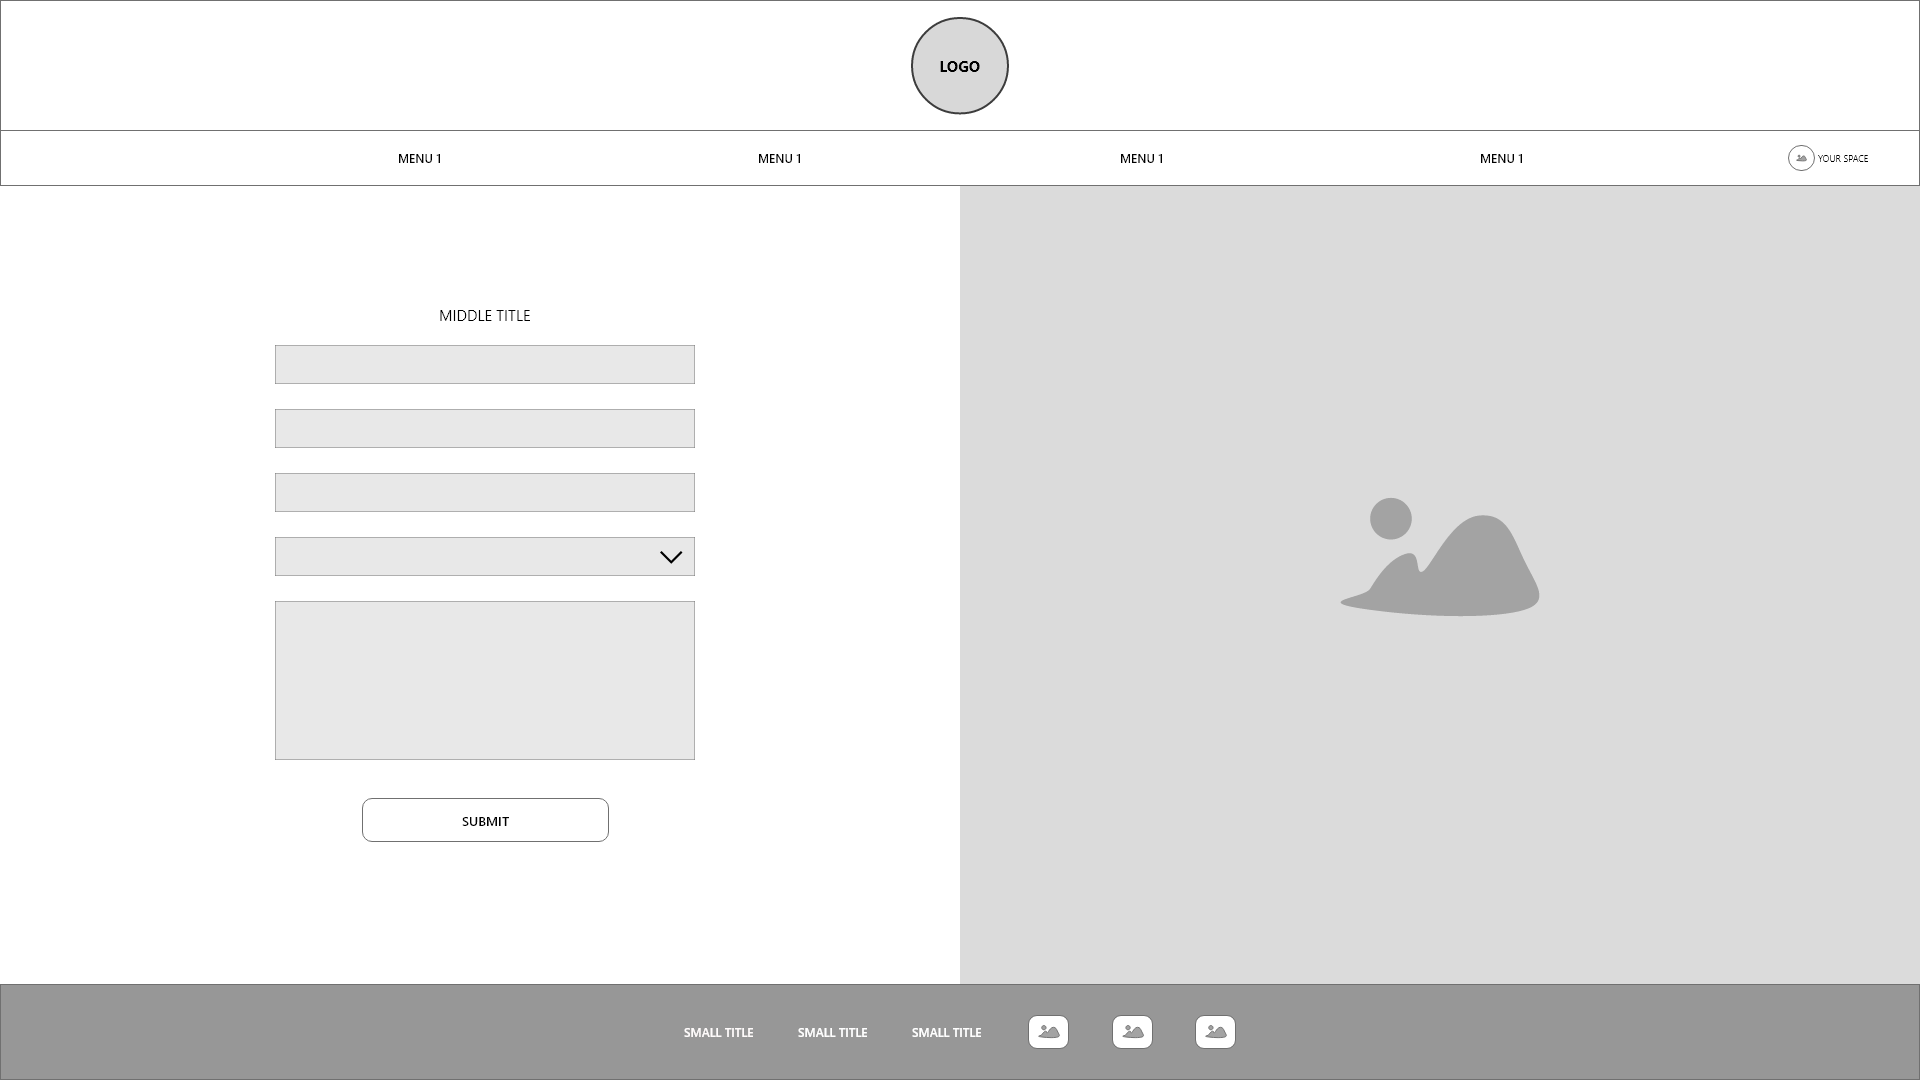 LOGO
MENU 1 MENU 1 MENU 1 MENU 1 YOUR SPACE
MIDDLE TITLE
SUBMIT
SMALL TITLE SMALL TITLE SMALL TITLE